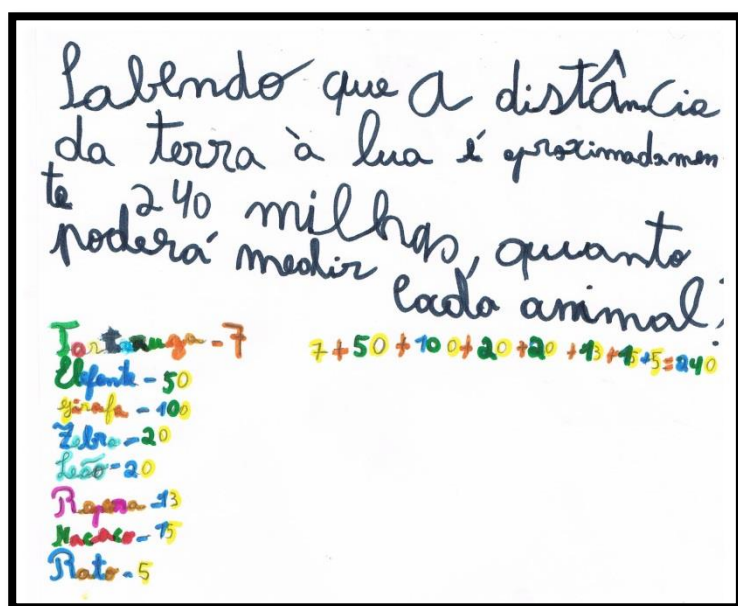 Sabendo que a distância
da terra à lua é aproximadamen
te 240 milhas, quanto
poderá medir cada animal?
Tartaruga - 7
7+50+100+20+20+13+15+5=240
Elefante - 50
girafa - 100
Zebra - 20
Leão - 20
Raposa - 13
Macaco - 15
Rato - 5